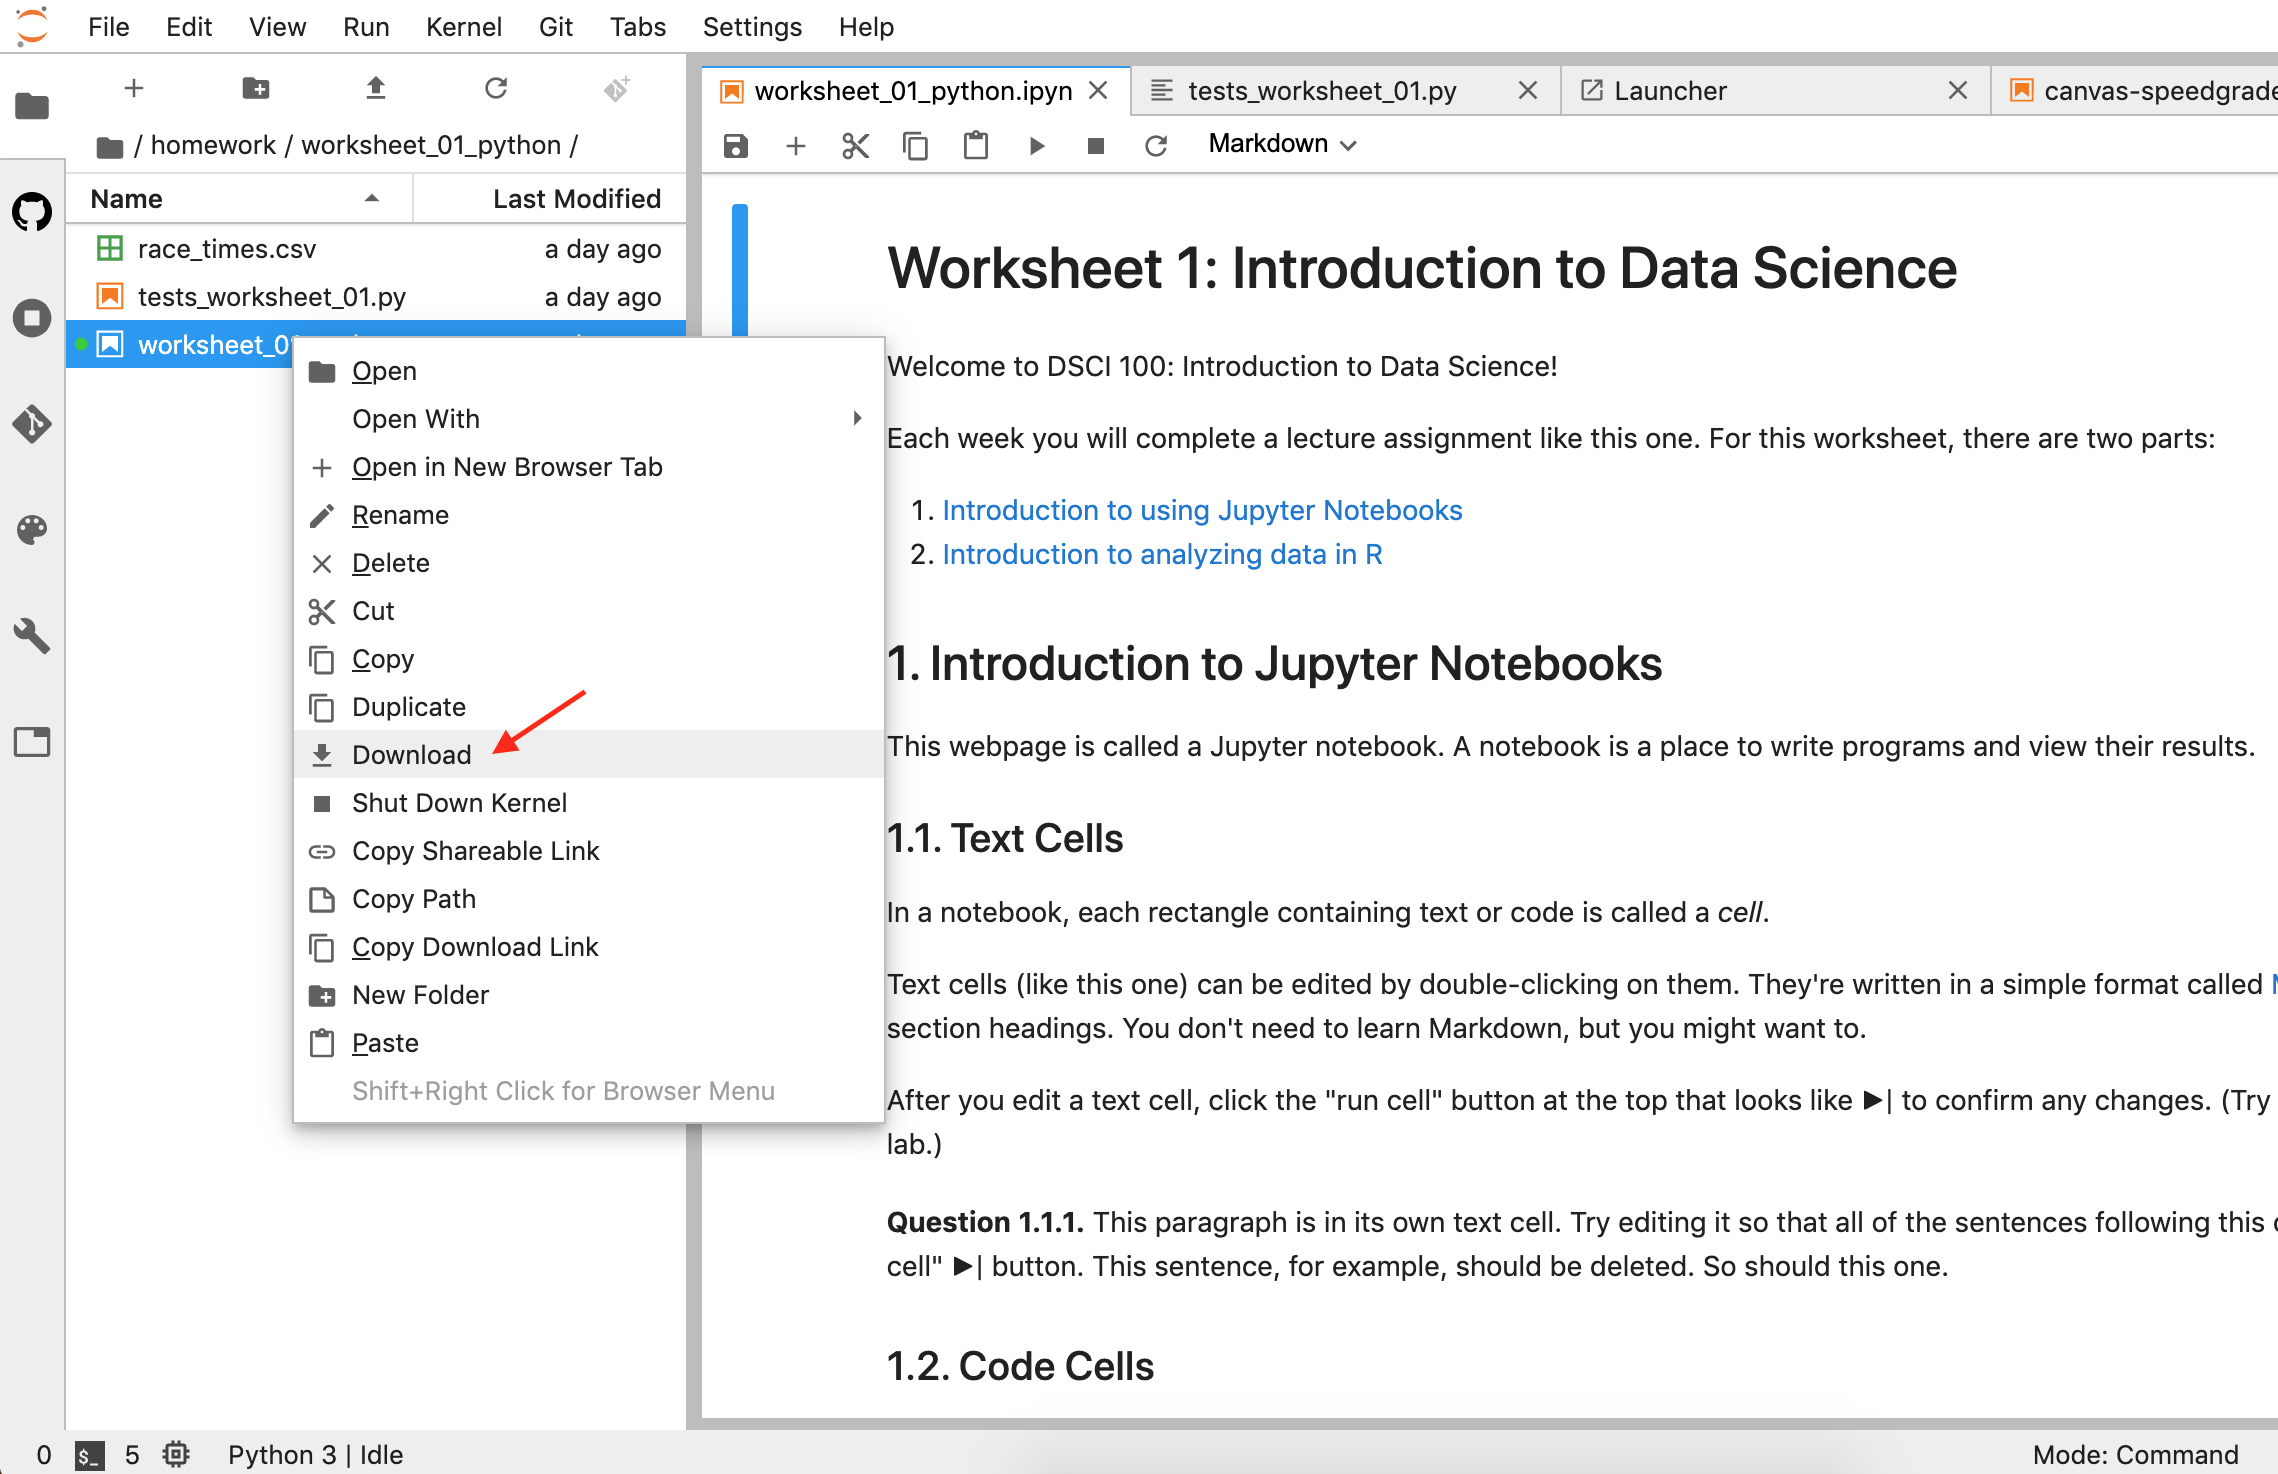 File Edit View Run Kernel Git Tabs Settings Help
/ homework / worksheet_01_python /
Name Last Modified
race_times.csv a day ago
tests_worksheet_01.py a day ago
worksheet_0
Open
Open With
Open in New Browser Tab
Rename
Delete
Cut
Copy
Duplicate
Download
Shut Down Kernel
Copy Shareable Link
Copy Path
Copy Download Link
New Folder
Paste
Shift+Right Click for Browser Menu
worksheet_01_python.ipyn tests_worksheet_01.py Launcher canvas-speedgrade
Markdown
Worksheet 1: Introduction to Data Science
Welcome to DSCI 100: Introduction to Data Science!
Each week you will complete a lecture assignment like this one. For this worksheet, there are two parts:
1. Introduction to using Jupyter Notebooks
2. Introduction to analyzing data in R
1. Introduction to Jupyter Notebooks
This webpage is called a Jupyter notebook. A notebook is a place to write programs and view their results.
1.1. Text Cells
In a notebook, each rectangle containing text or code is called a cell.
Text cells (like this one) can be edited by double-clicking on them. They're written in a simple format called
section headings. You don't need to learn Markdown, but you might want to.
After you edit a text cell, click the "run cell" button at the top that looks like ▶| to confirm any changes. (Try
lab.)
Question 1.1.1. This paragraph is in its own text cell. Try editing it so that all of the sentences following this
cell" ▶| button. This sentence, for example, should be deleted. So should this one.
1.2. Code Cells
0 $_ 5 Python 3 | Idle Mode: Command